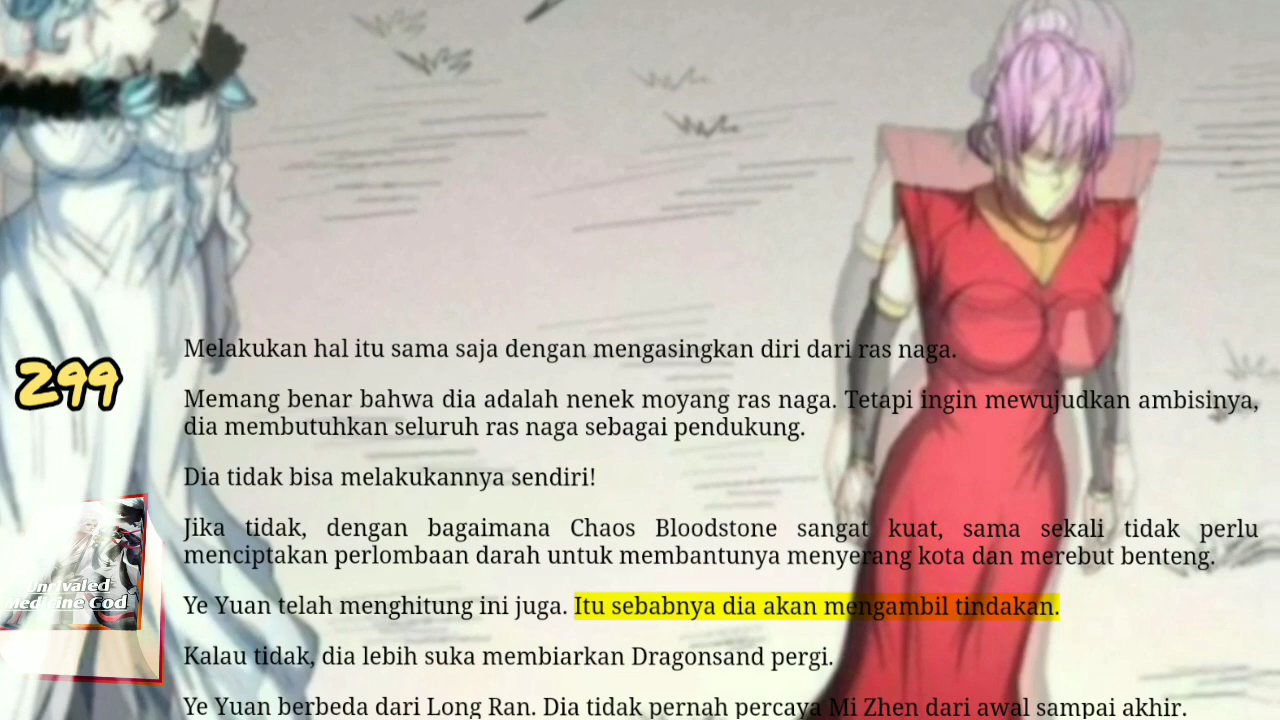 Melakukan hal itu sama saja dengan mengasingkan diri dari ras naga.
299
Memang benar bahwa dia adalah nenek moyang ras naga. Tetapi ingin mewujudkan ambisinya,
dia membutuhkan seluruh ras naga sebagai pendukung.
Dia tidak bisa melakukannya sendiri!
Jika tidak, dengan bagaimana Chaos Bloodstone sangat kuat, sama sekali tidak perlu
menciptakan perlombaan darah untuk membantunya menyerang kota dan merebut benteng.
Unrivaled
Medicine God
Ye Yuan telah menghitung ini juga. Itu sebabnya dia akan mengambil tindakan.
Kalau tidak, dia lebih suka membiarkan Dragonsand pergi.
Ye Yuan berbeda dari Long Ran. Dia tidak pernah percaya Mi Zhen dari awal sampai akhir.